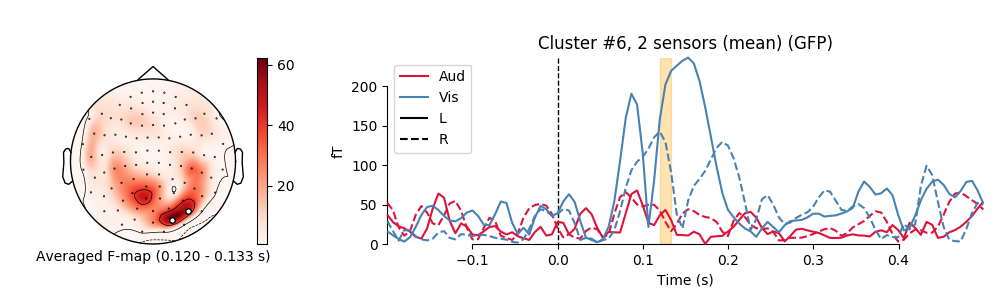 Cluster #6, 2 sensors (mean) (GFP)
60
40
20
Averaged F-map (0.120 - 0.133 s)
fT
200
150
100
50
0
Aud
Vis
L
R
−0.1
0.0
0.1
0.2
0.3
0.4
Time (s)